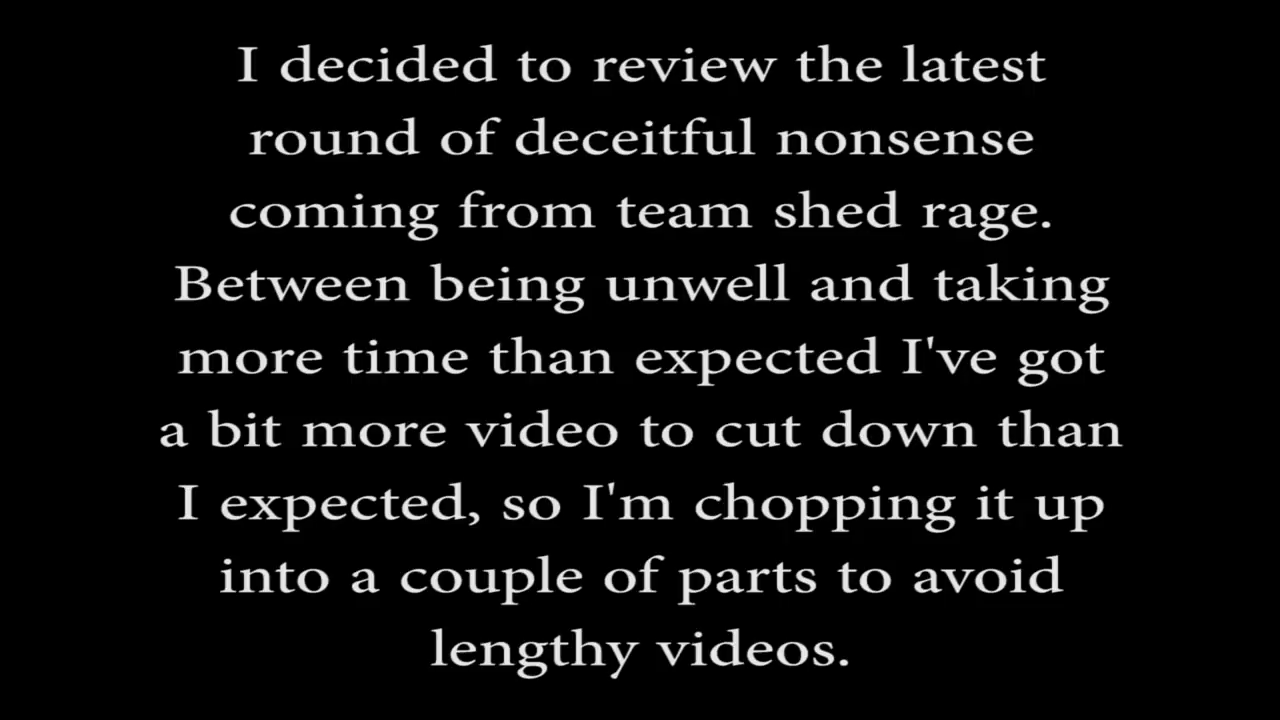 I decided to review the latest
round of deceitful nonsense
coming from team shed rage.
Between being unwell and taking
more time than expected I've got
a bit more video to cut down than
I expected, so I'm chopping it up
into a couple of parts to avoid
lengthy videos.